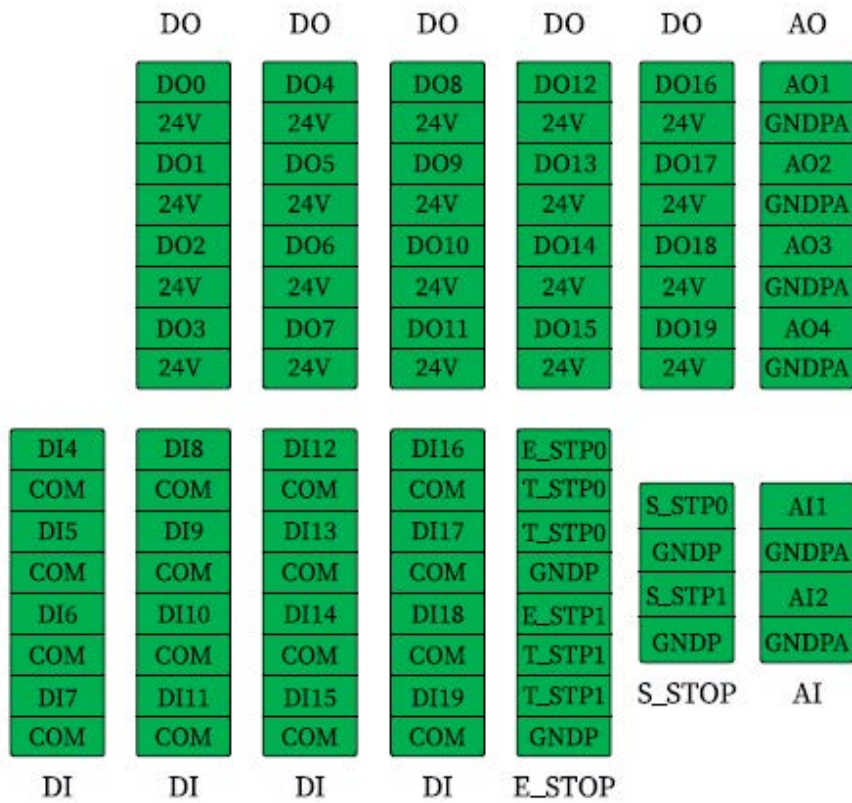 DO DO DO DO DO AO
DO0 DO4 DO8 DO12 DO16 AO1
24V 24V 24V 24V 24V GNDPA
DO1 DO5 DO9 DO13 DO17 AO2
24V 24V 24V 24V 24V GNDPA
DO2 DO6 DO10 DO14 DO18 AO3
24V 24V 24V 24V 24V GNDPA
DO3 DO7 DO11 DO15 DO19 AO4
24V 24V 24V 24V 24V GNDPA
DI4 DI8 DI12 DI16 E_STP0
COM COM COM COM T_STP0 S_STP0 AI1
DI5 DI9 DI13 DI17 T_STP0
COM COM COM COM GNDP GNDP GNDPA
DI6 DI10 DI14 DI18 E_STP1 S_STP1 AI2
COM COM COM COM T_STP1 GNDP GNDPA
DI7 DI11 DI15 DI19 T_STP1 S_STOP AI
COM COM COM COM GNDP
DI DI DI DI E_STOP